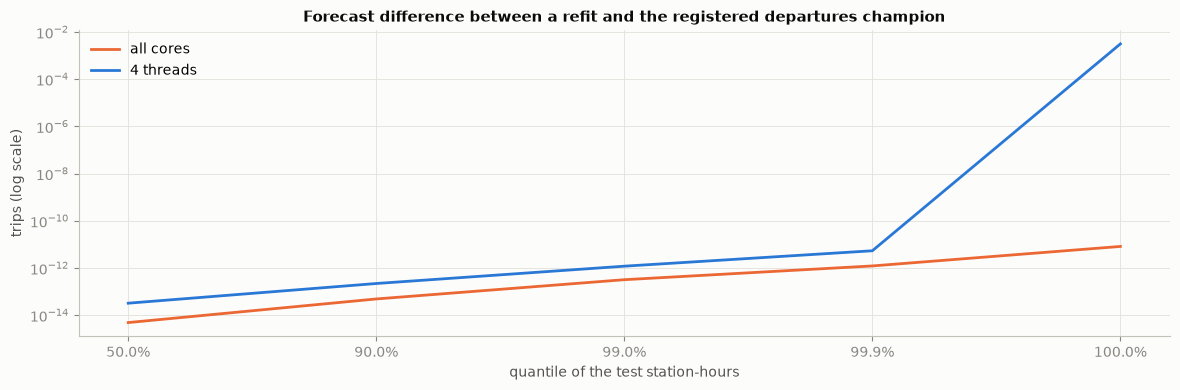 Forecast difference between a refit and the registered departures champion
all cores
4 threads
trips (log scale)
10⁻²
10⁻⁴
10⁻⁶
10⁻⁸
10⁻¹⁰
10⁻¹²
10⁻¹⁴
50.0% 90.0% 99.0% 99.9% 100.0%
quantile of the test station-hours